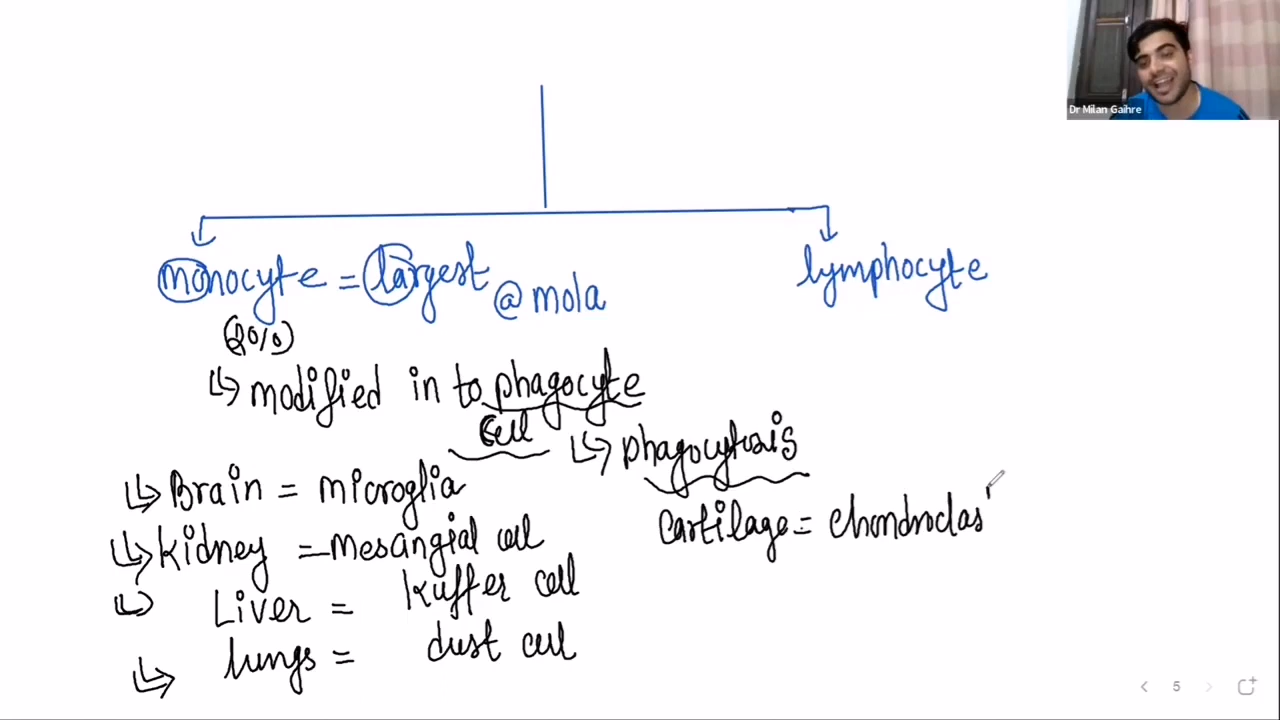 Dr Milan Gaihre
monocyte = largest @ mola
lymphocyte
modified in to phagocyte
cell
phagocytosis
Brain = microglia
Cartilage = chondroclas
Kidney = Mesangial cell
Liver = Kuffer cell
lungs = dust cell
5